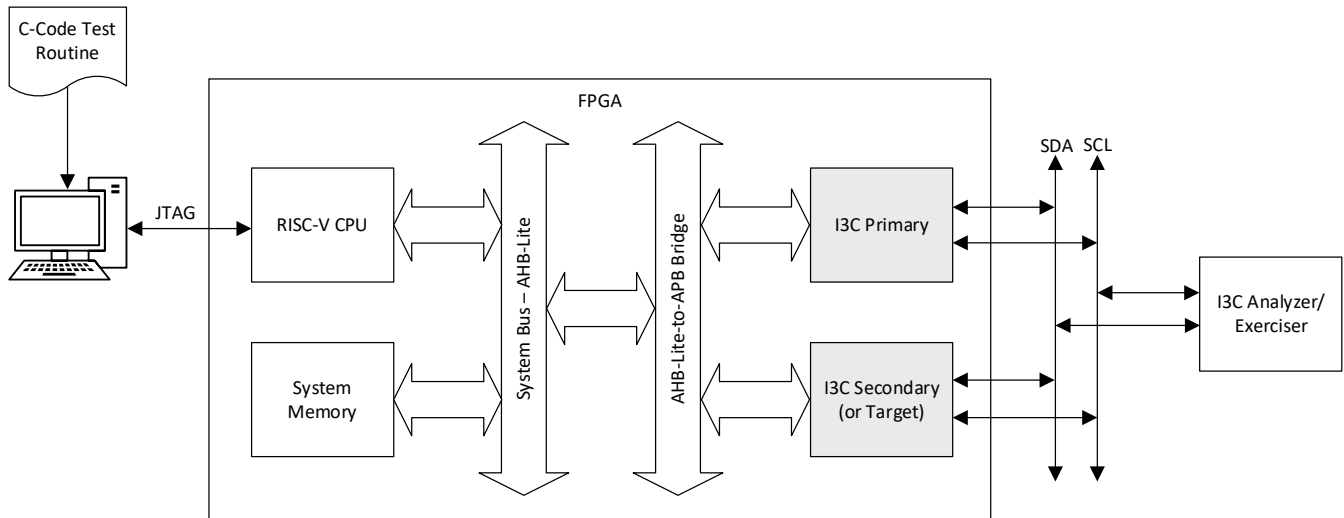 C-Code Test
Routine
FPGA
SDA
SCL
JTAG
RISC-V CPU
System Bus – AHB-Lite
AHB-Lite-to-APB Bridge
I3C Primary
I3C Analyzer/
Exerciser
System
Memory
I3C Secondary
(or Target)